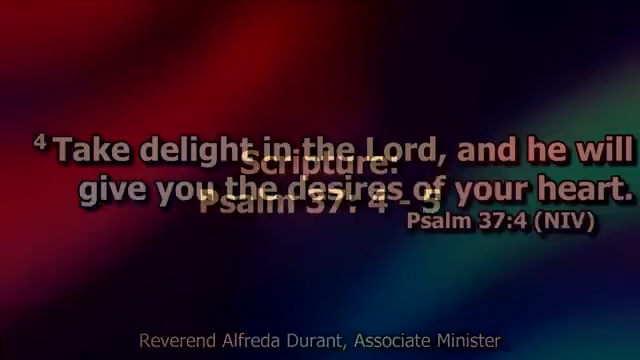 4 Take delight in the Lord, and he will
Scripture:
give you the desires of your heart.
Psalm 37: 4 - 5
Psalm 37:4 (NIV)
Reverend Alfreda Durant, Associate Minister